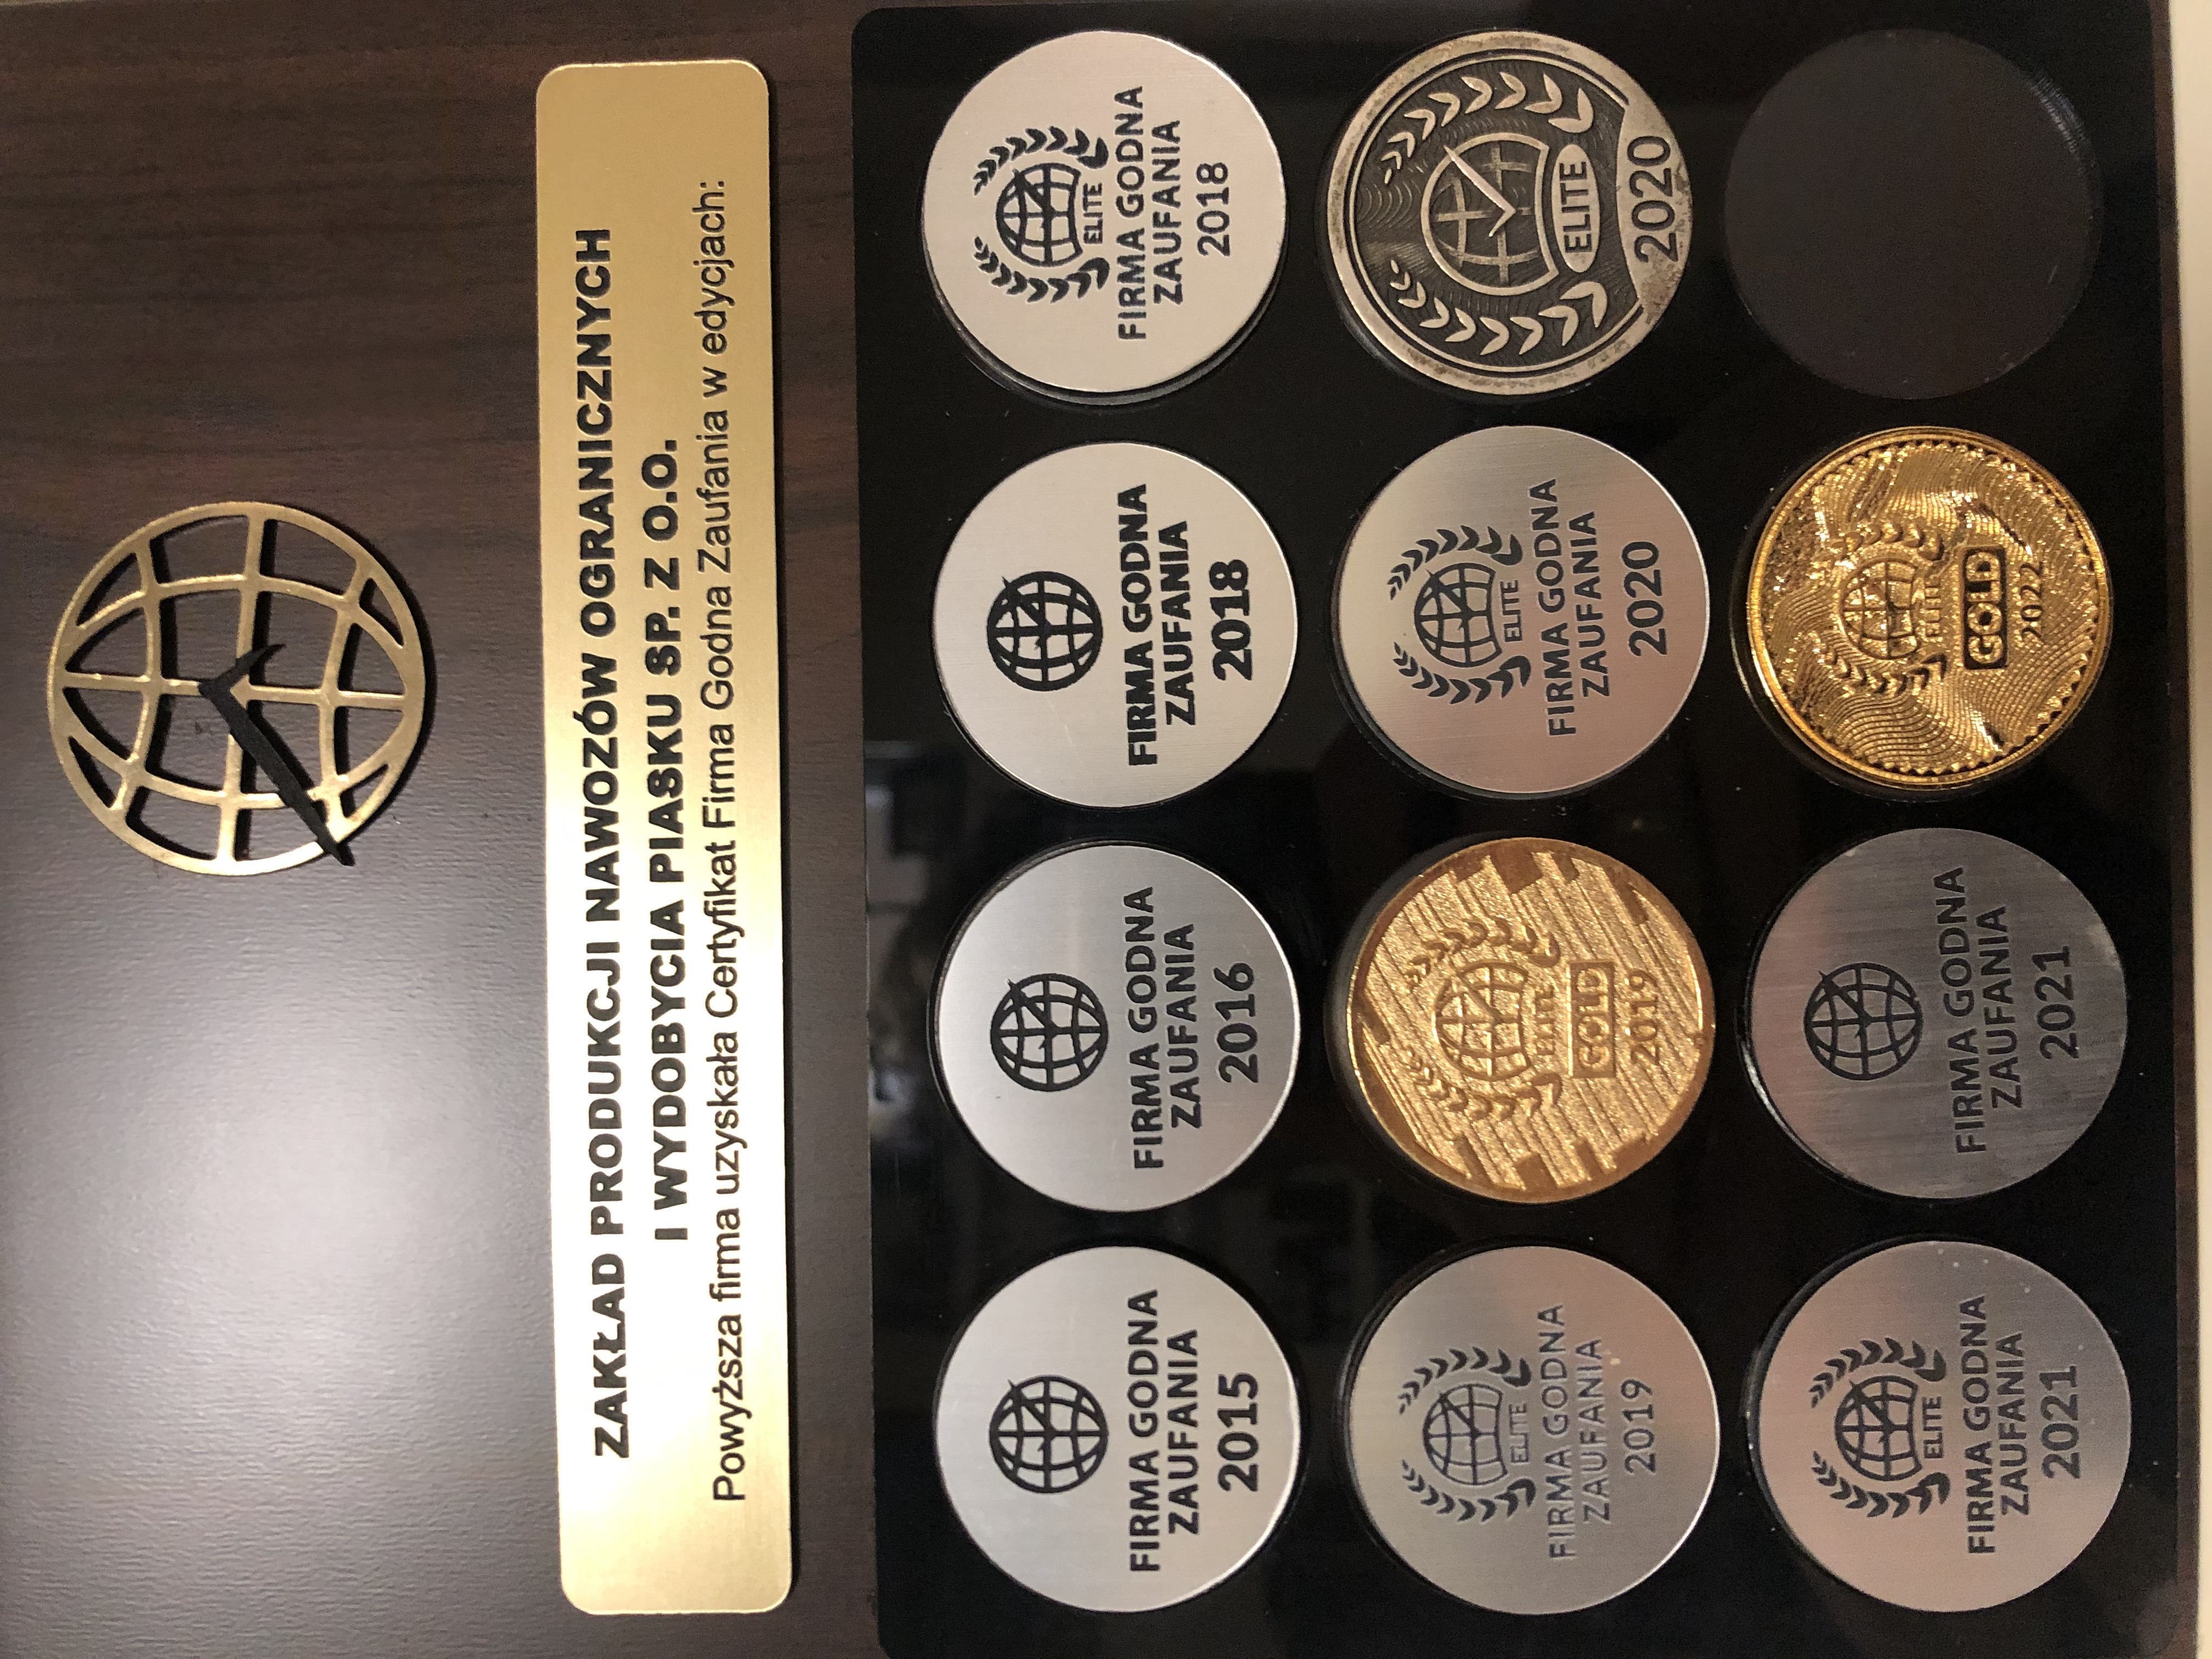 ZAKŁAD PRODUKCJI NAWOZÓW OGRANICZNYCH
I WYDOBYCIA PIASKU SP. Z O.O.
Powyższa firma uzyskała Certyfikat Firma Godna Zaufania w edycjach:
FIRMA GODNA
ZAUFANIA
2015
FIRMA GODNA
ZAUFANIA
2016
FIRMA GODNA
ZAUFANIA
2018
ELITE
FIRMA GODNA
ZAUFANIA
2018
ELITE
FIRMA GODNA
ZAUFANIA
2019
ELITE
GOLD
2019
ELITE
FIRMA GODNA
ZAUFANIA
2020
ELITE
2020
ELITE
FIRMA GODNA
ZAUFANIA
2021
FIRMA GODNA
ZAUFANIA
2021
ELITE
GOLD
2022